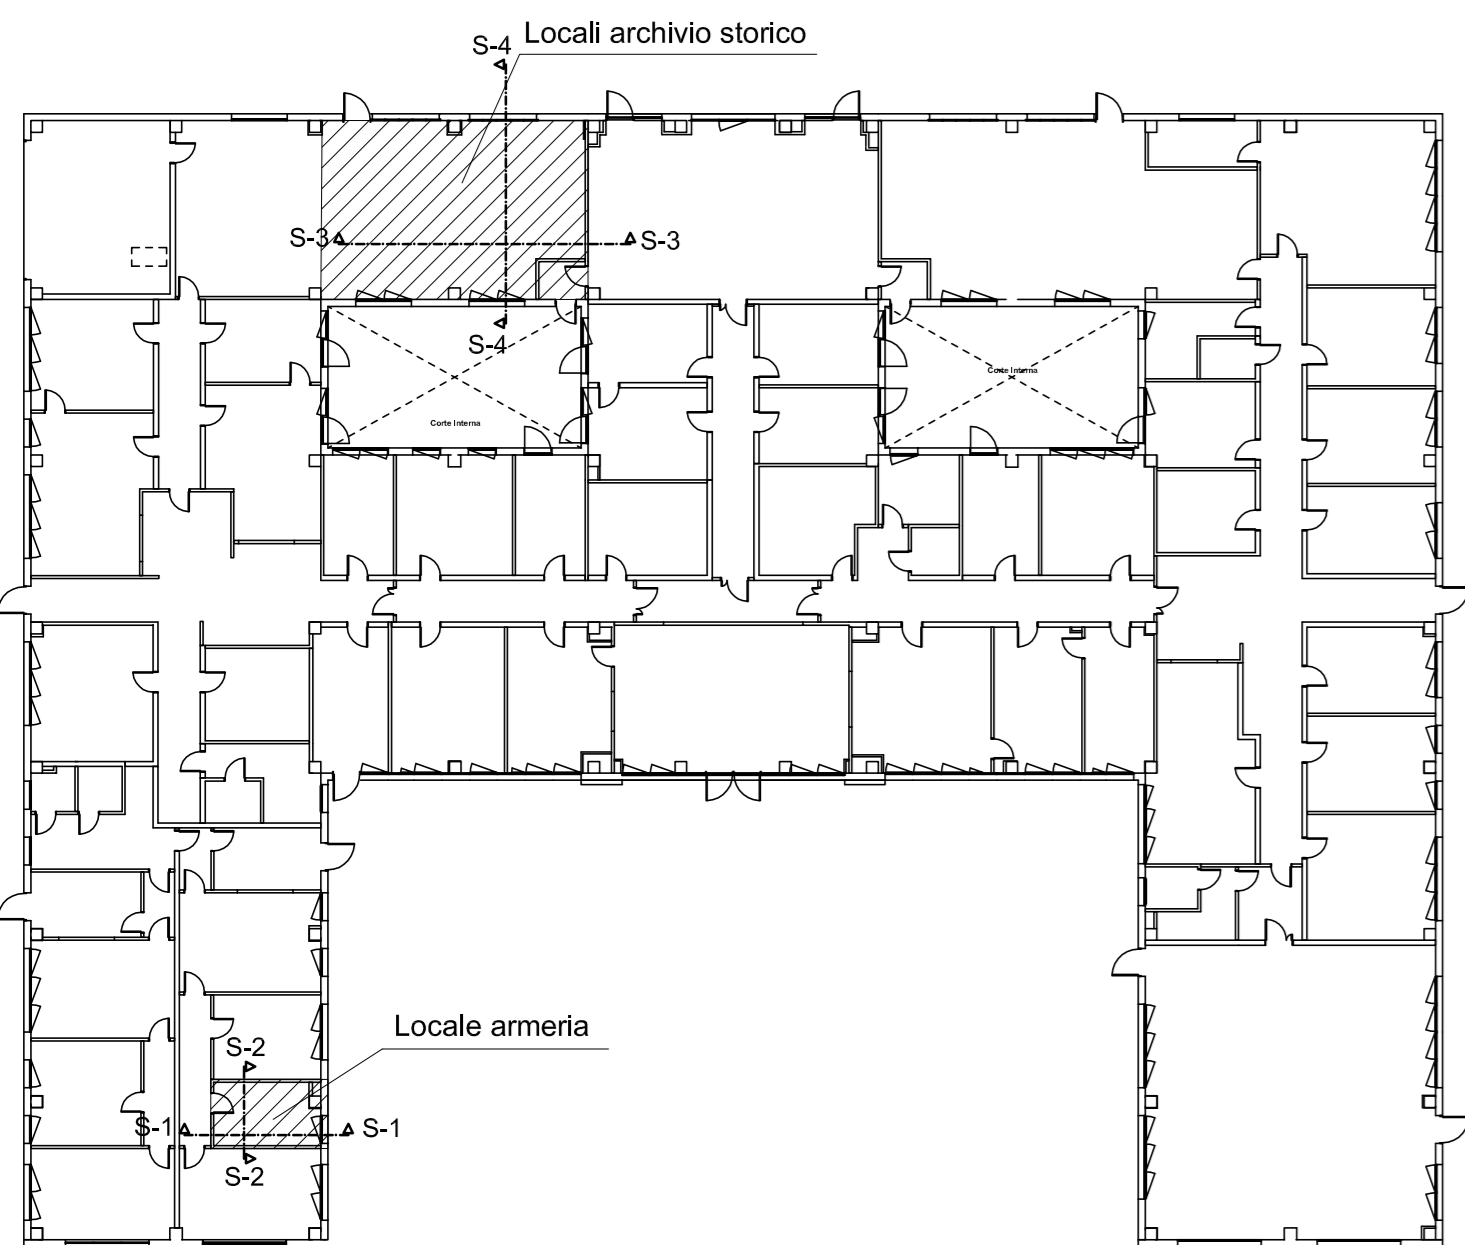 Locali archivio storico
S-4
S-3
S-3
S-4
Corte Interna
Corte Interna
Locale armeria
S-2
S-1
S-1
S-2